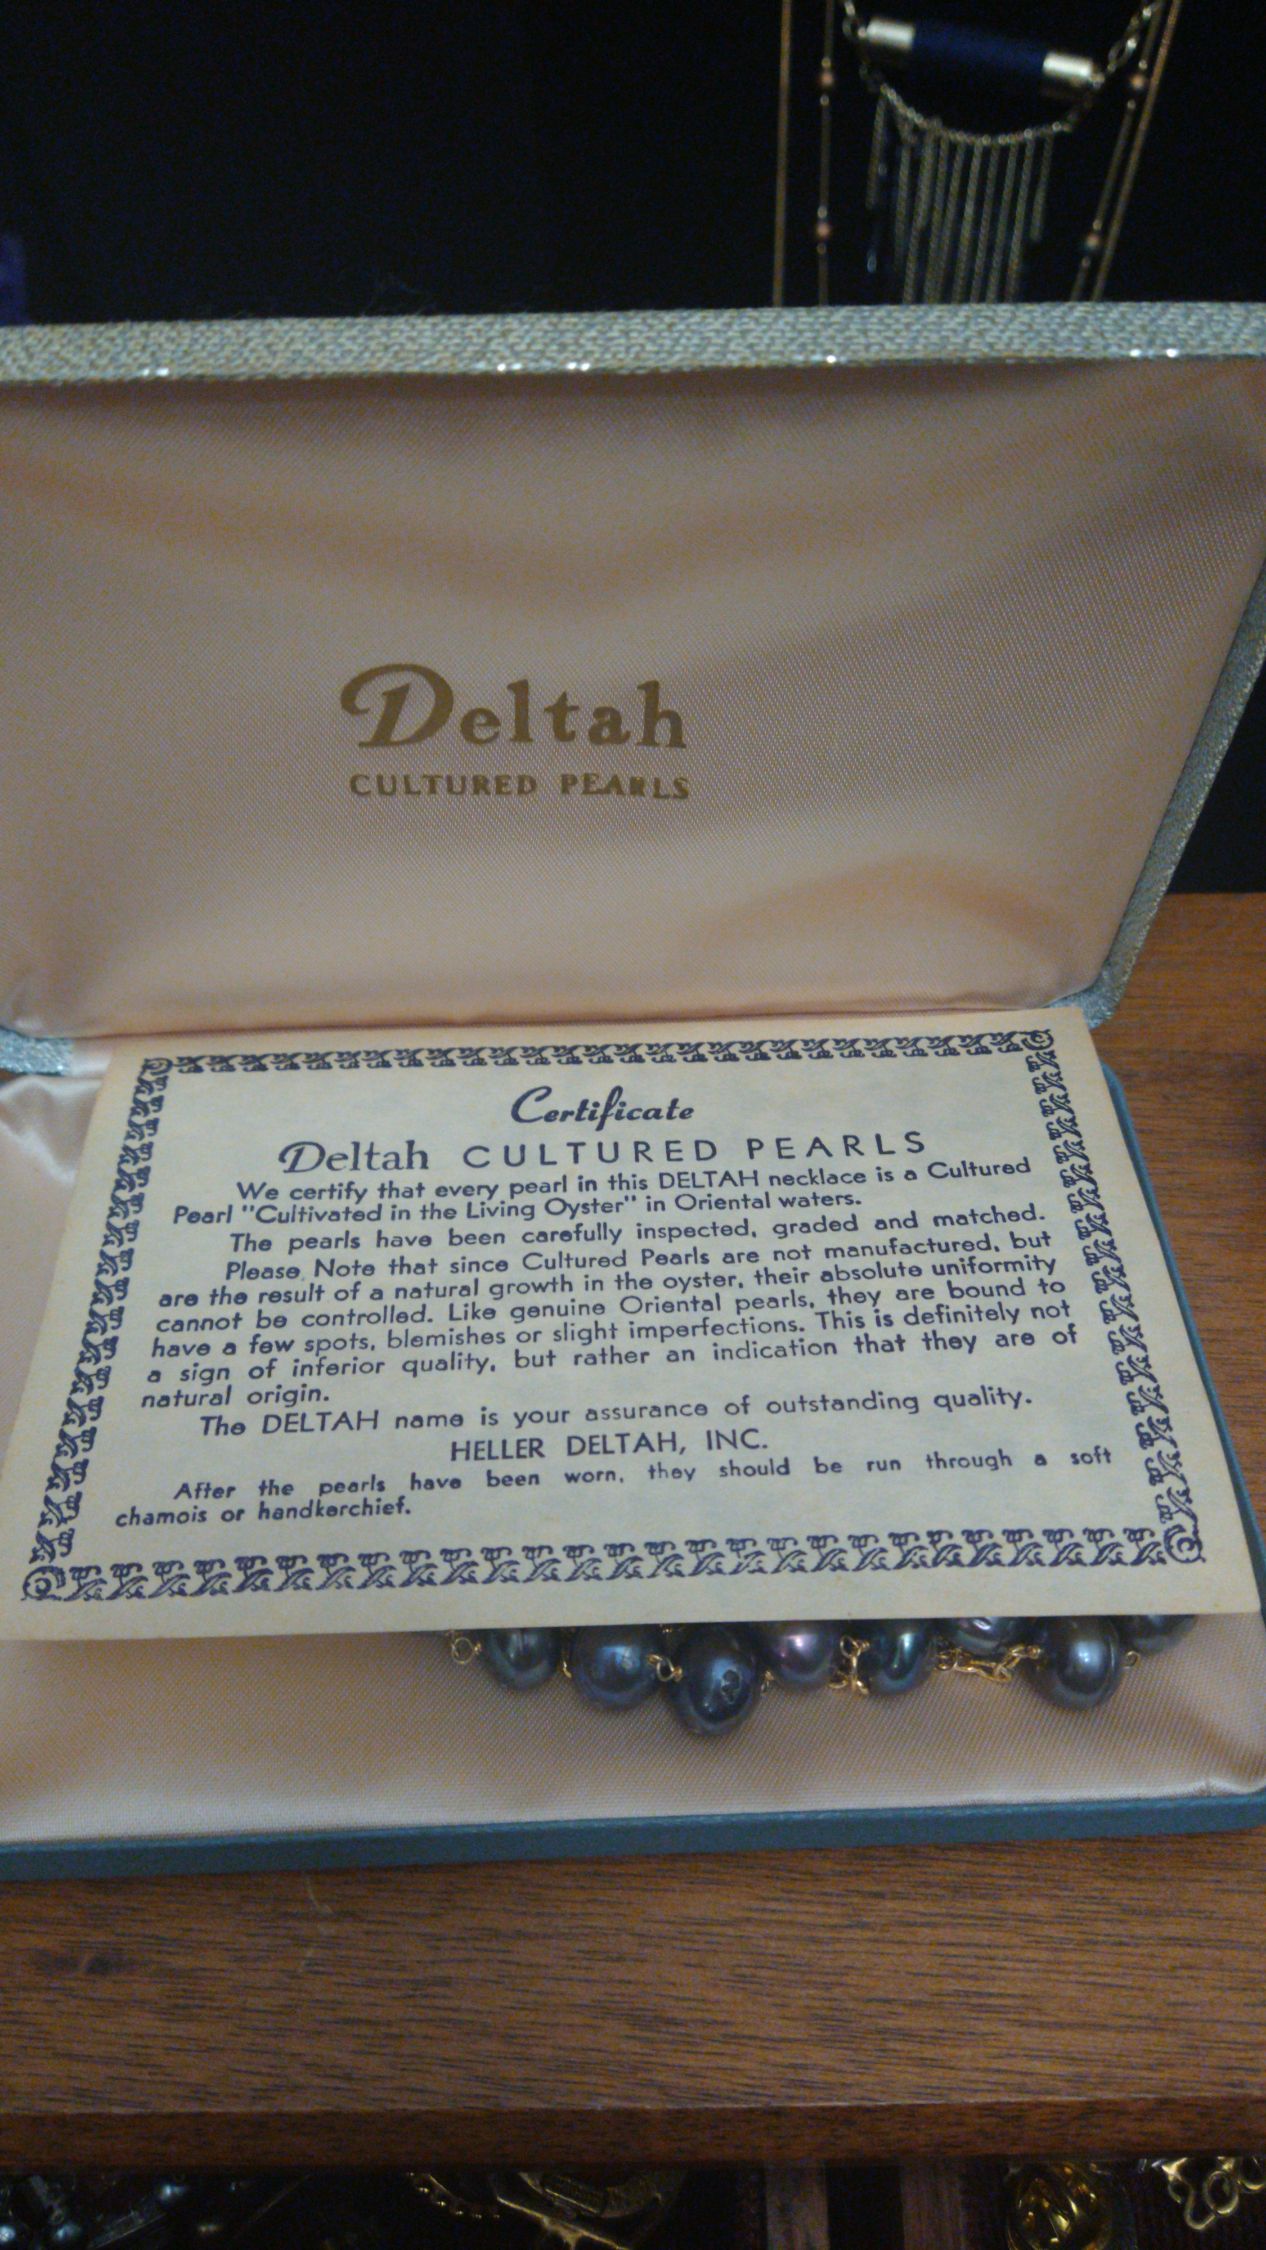 Deltah
CULTURED PEARLS
Certificate
Deltah CULTURED PEARLS
We certify that every pearl in this DELTAH necklace is a Cultured
Pearl "Cultivated in the Living Oyster" in Oriental waters.
The pearls have been carefully inspected, graded and matched.
Please Note that since Cultured Pearls are not manufactured, but
are the result of a natural growth in the oyster, their absolute uniformity
cannot be controlled. Like genuine Oriental pearls, they are bound to
have a few spots, blemishes or slight imperfections. This is definitely not
a sign of inferior quality, but rather an indication that they are of
natural origin.
The DELTAH name is your assurance of outstanding quality.
HELLER DELTAH, INC.
After the pearls have been worn, they should be run through a soft
chamois or handkerchief.